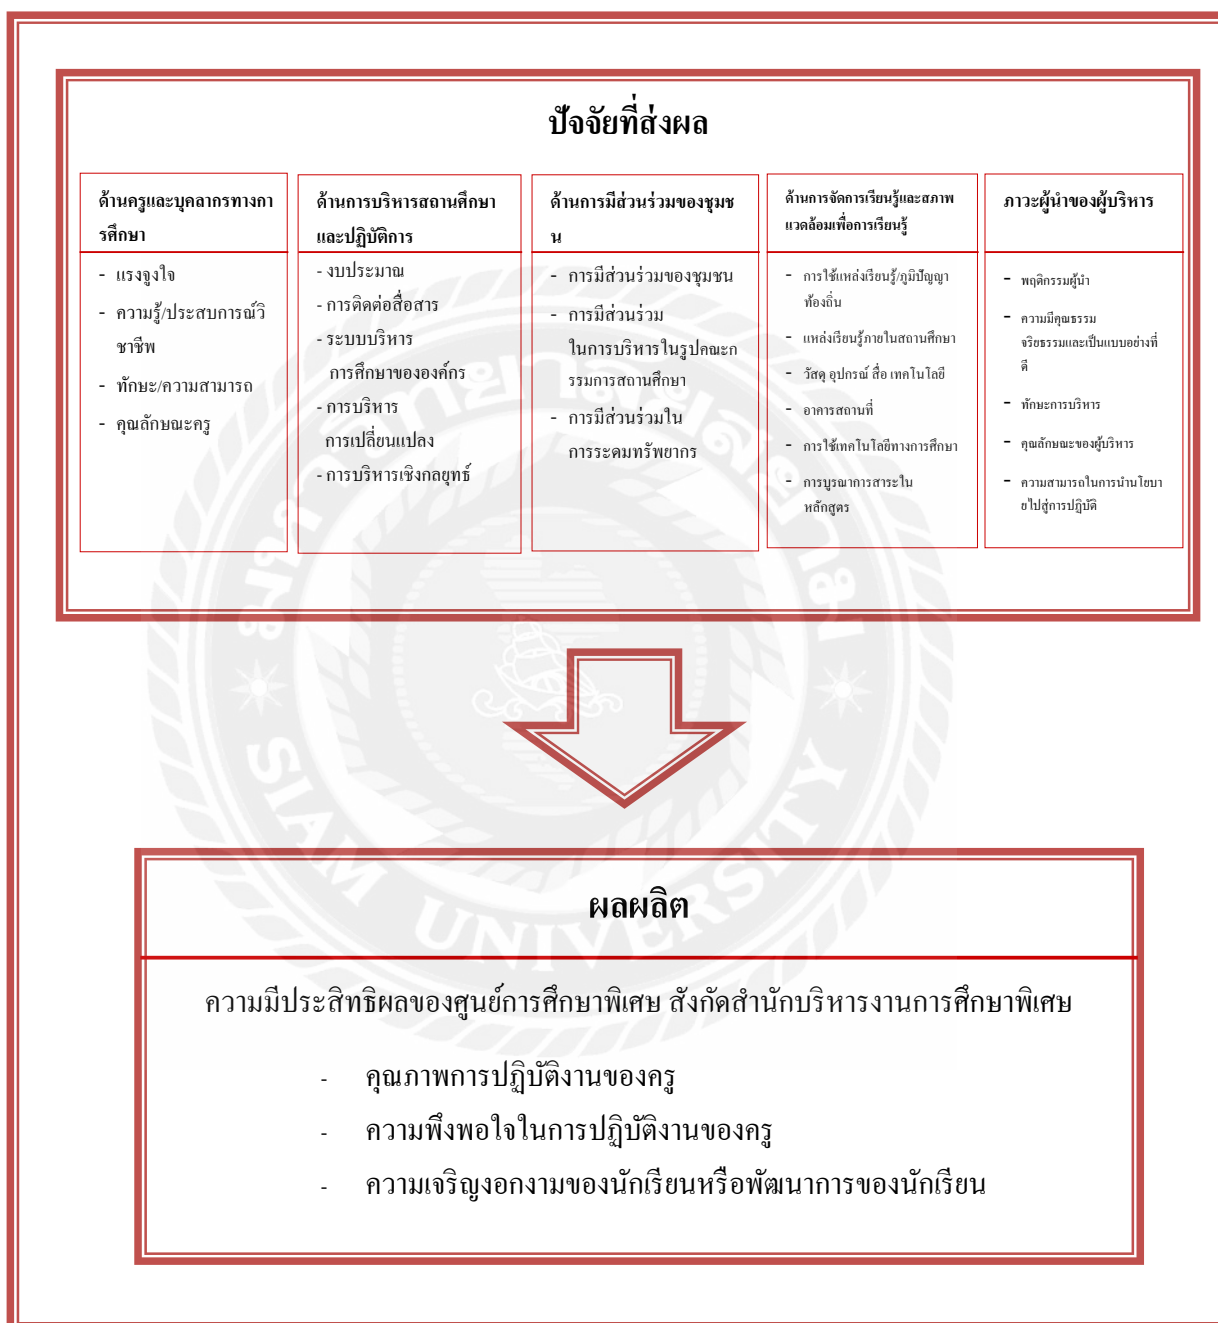 ปัจจัยที่ส่งผล
ด้านครูและบุคลากรทางกา
รศึกษา
- แรงจูงใจ
- ความรู้/ประสบการณ์วิ
ชาชีพ
- ทักษะ/ความสามารถ
- คุณลักษณะครู
ด้านการบริหารสถานศึกษา
และปฏิบัติการ
- งบประมาณ
- การติดต่อสื่อสาร
- ระบบบริหาร
การศึกษาขององค์กร
- การบริหาร
การเปลี่ยนแปลง
- การบริหารเชิงกลยุทธ์
ด้านการมีส่วนร่วมของชุมช
น
- การมีส่วนร่วมของชุมชน
- การมีส่วนร่วม
ในการบริหารในรูปคณะก
รรมการสถานศึกษา
- การมีส่วนร่วมใน
การระดมทรัพยากร
ด้านการจัดการเรียนรู้และสภาพ
แวดล้อมเพื่อการเรียนรู้
- การใช้แหล่งเรียนรู้/ภูมิปัญญา
ท้องถิ่น
- แหล่งเรียนรู้ภายในสถานศึกษา
- วัสดุ อุปกรณ์ สื่อ เทคโนโลยี
- อาคารสถานที่
- การใช้เทคโนโลยีทางการศึกษา
- การบูรณาการสาระใน
หลักสูตร
ภาวะผู้นำของผู้บริหาร
- พฤติกรรมผู้นำ
- ความมีคุณธรรม
จริยธรรมและเป็นแบบอย่างที่
ดี
- ทักษะการบริหาร
- คุณลักษณะของผู้บริหาร
- ความสามารถในการนำนโยบา
ยไปสู่การปฏิบัติ
มหาวิทยาลัยสยาม
SIAM UNIVERSITY
ผลผลิต
ความมีประสิทธิผลของศูนย์การศึกษาพิเศษ สังกัดสำนักบริหารงานการศึกษาพิเศษ
- คุณภาพการปฏิบัติงานของครู
- ความพึงพอใจในการปฏิบัติงานของครู
- ความเจริญงอกงามของนักเรียนหรือพัฒนาการของนักเรียน